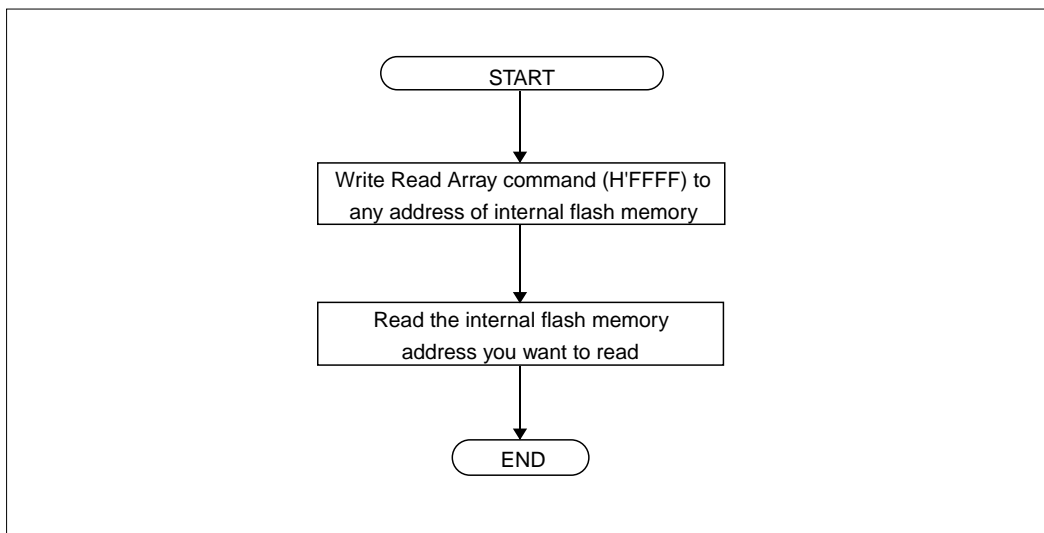 START
Write Read Array command (H'FFFF) to
any address of internal flash memory
Read the internal flash memory
address you want to read
END